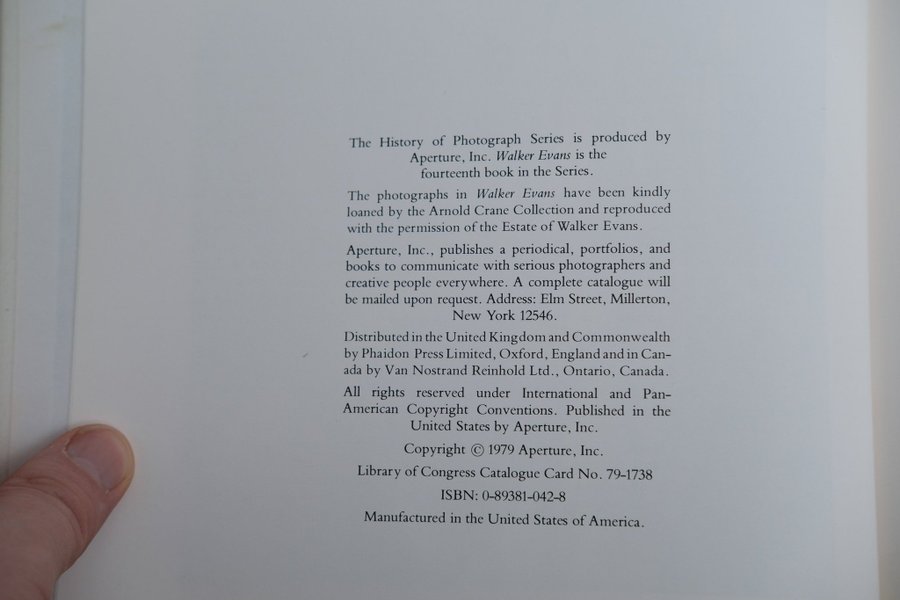 The History of Photograph Series is produced by
Aperture, Inc. Walker Evans is the
fourteenth book in the Series.
The photographs in Walker Evans have been kindly
loaned by the Arnold Crane Collection and reproduced
with the permission of the Estate of Walker Evans.
Aperture, Inc., publishes a periodical, portfolios, and
books to communicate with serious photographers and
creative people everywhere. A complete catalogue will
be mailed upon request. Address: Elm Street, Millerton,
New York 12546.
Distributed in the United Kingdom and Commonwealth
by Phaidon Press Limited, Oxford, England and in Can-
ada by Van Nostrand Reinhold Ltd., Ontario, Canada.
All rights reserved under International and Pan-
American Copyright Conventions. Published in the
United States by Aperture, Inc.
Copyright © 1979 Aperture, Inc.
Library of Congress Catalogue Card No. 79-1738
ISBN: 0-89381-042-8
Manufactured in the United States of America.